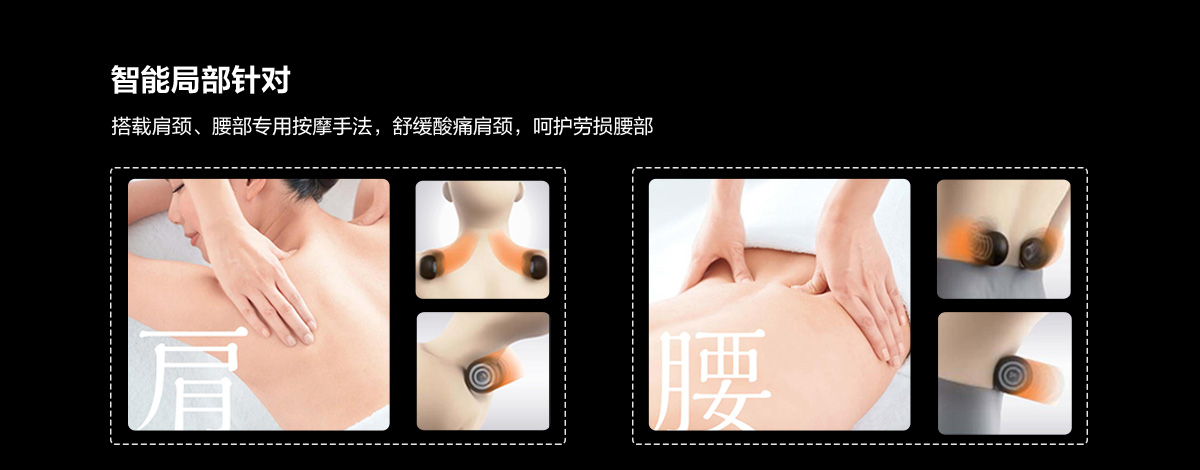 智能局部针对
搭载肩颈、腰部专用按摩手法，舒缓酸痛肩颈，呵护劳损腰部
肩
腰